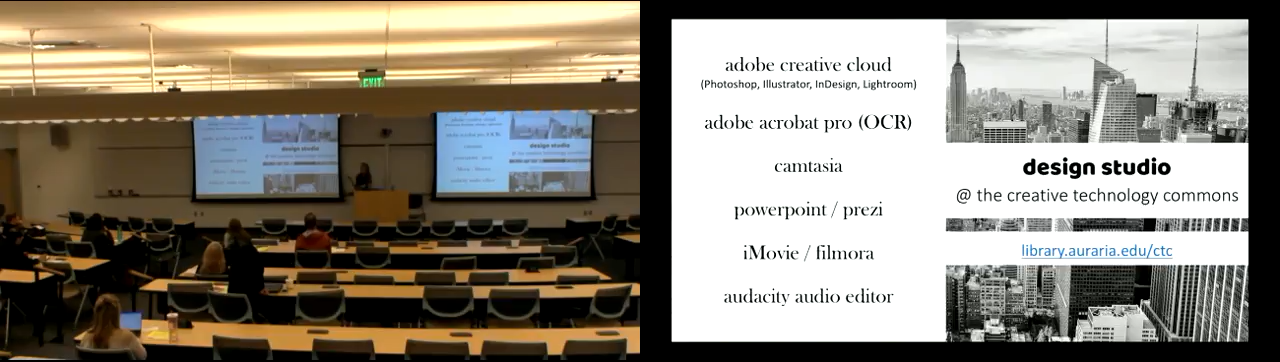 EXIT
adobe creative cloud
(Photoshop, Illustrator, InDesign, Lightroom)
adobe acrobat pro (OCR)
camtasia
powerpoint / prezi
iMovie / filmora
audacity audio editor
design studio
@ the creative technology commons
library.auraria.edu/ctc